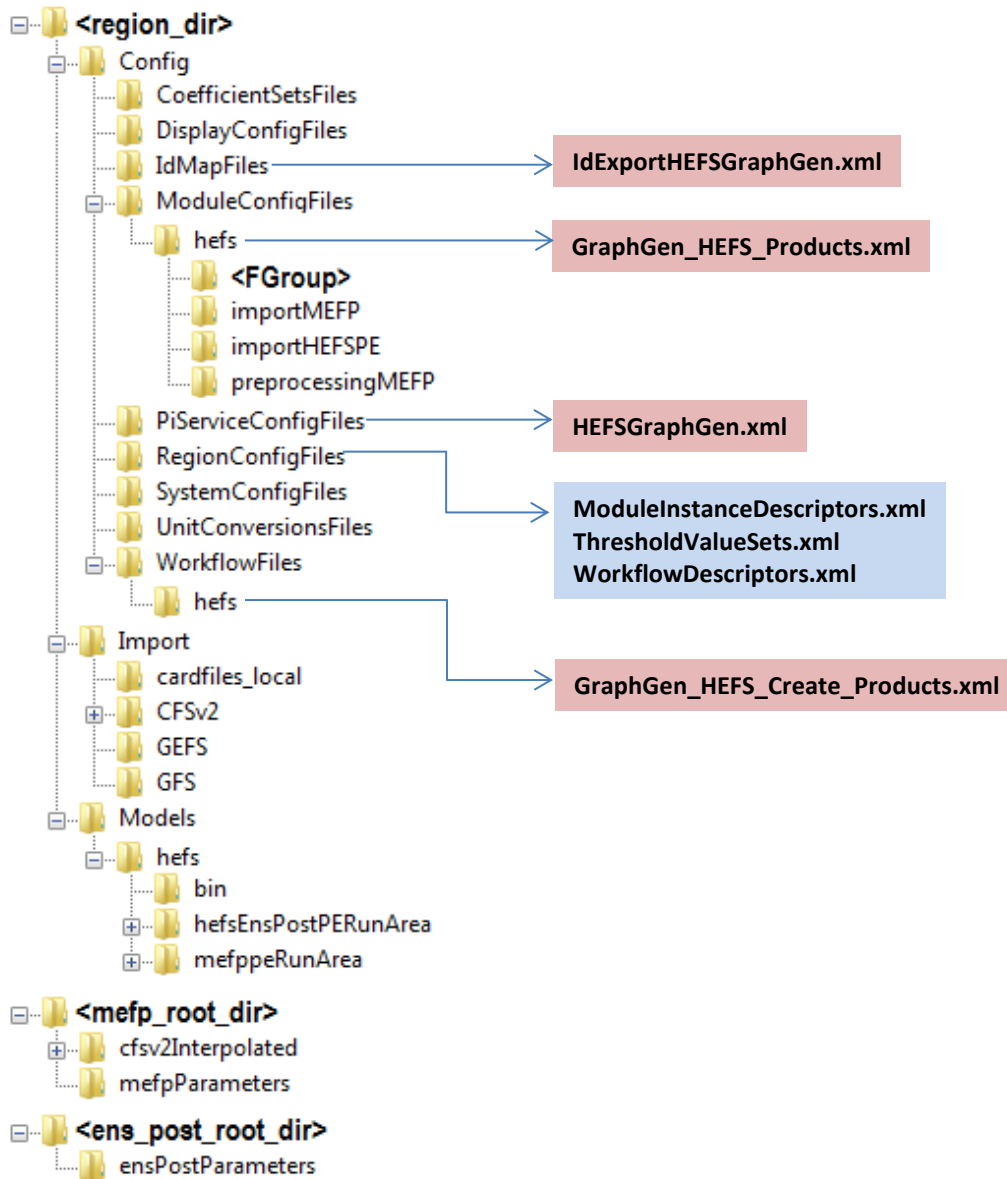 <region_dir>
Config
CoefficientSetsFiles
DisplayConfigFiles
IdMapFiles
IdExportHEFSGraphGen.xml
ModuleConfigFiles
hefs
GraphGen_HEFS_Products.xml
<FGroup>
importMEFP
importHEFSPE
preprocessingMEFP
PiServiceConfigFiles
HEFSGraphGen.xml
RegionConfigFiles
SystemConfigFiles
ModuleInstanceDescriptors.xml
ThresholdValueSets.xml
WorkflowDescriptors.xml
UnitConversionsFiles
WorkflowFiles
hefs
Import
cardfiles_local
GraphGen_HEFS_Create_Products.xml
CFSv2
GEFS
GFS
Models
hefs
bin
hefsEnsPostPERunArea
mefppeRunArea
<mefp_root_dir>
cfsv2Interpolated
mefpParameters
<ens_post_root_dir>
ensPostParameters